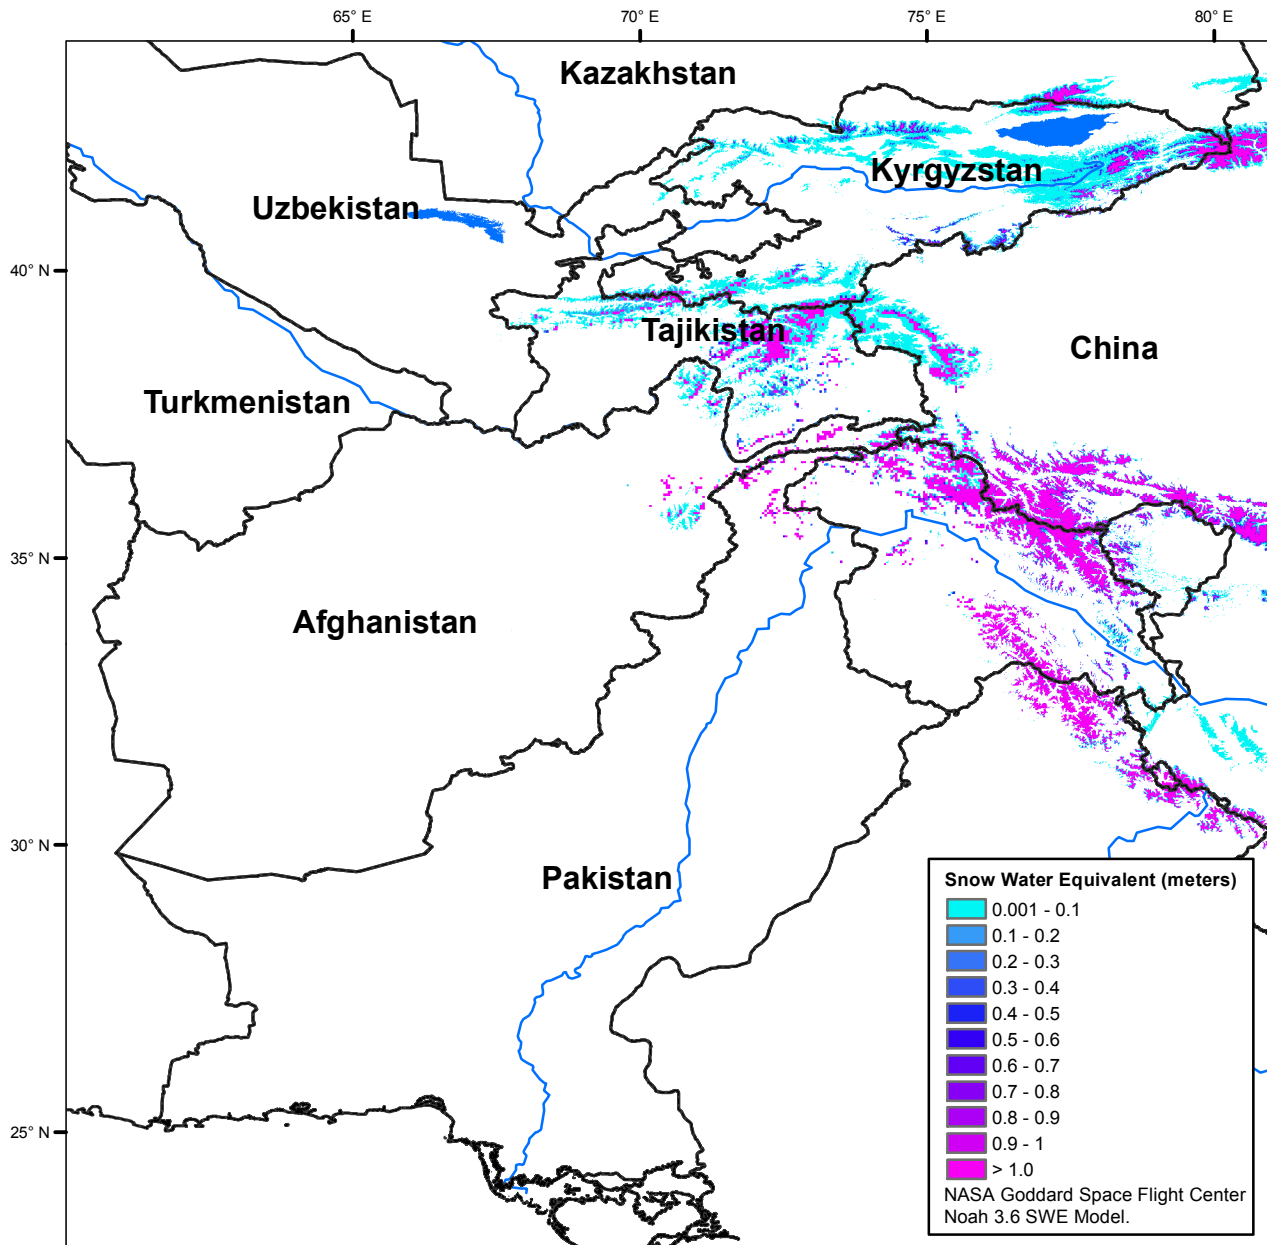 65° E
70° E
75° E
80° E
Kazakhstan
Kyrgyzstan
Uzbekistan
40° N
Tajikistan
China
Turkmenistan
35° N
Afghanistan
30° N
Pakistan
Snow Water Equivalent (meters)
0.001 - 0.1
0.1 - 0.2
0.2 - 0.3
0.3 - 0.4
0.4 - 0.5
0.5 - 0.6
0.6 - 0.7
0.7 - 0.8
0.8 - 0.9
0.9 - 1
> 1.0
NASA Goddard Space Flight Center
Noah 3.6 SWE Model.
25° N